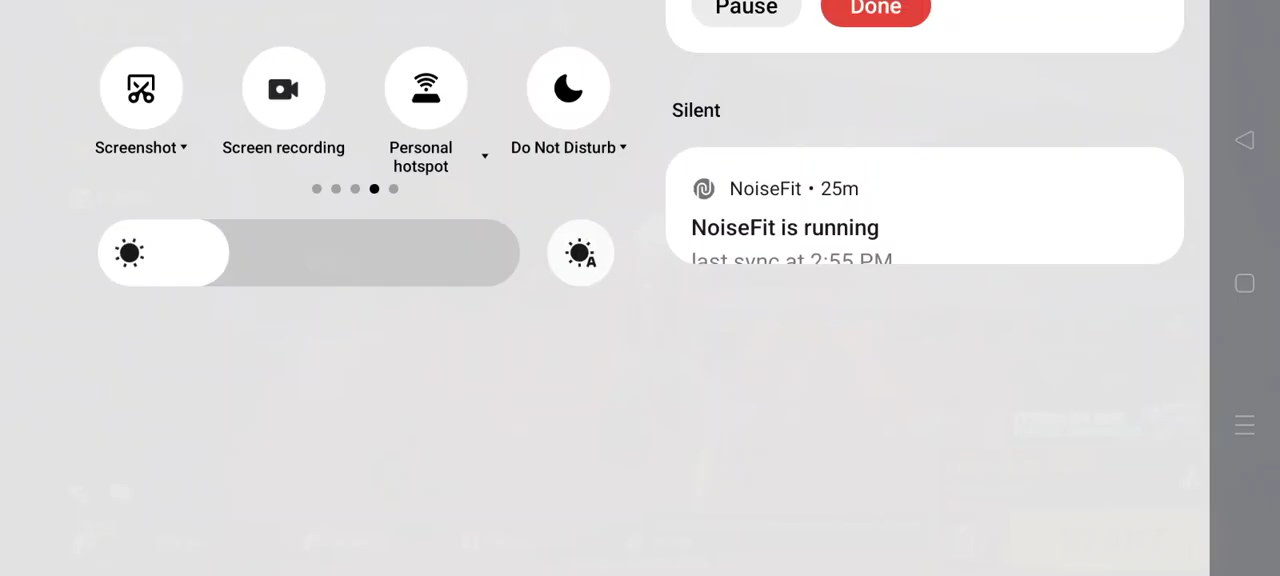 Pause Done
Screenshot
Screen recording
Personal
hotspot
Do Not Disturb
Silent
NoiseFit • 25m
NoiseFit is running
last sync at 2:55 PM